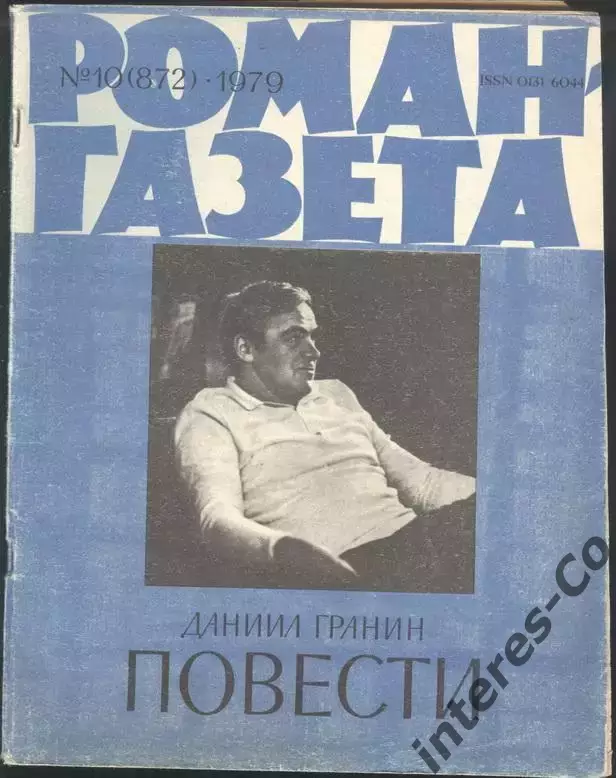 РОМАН-
№10(872)·1979
ISSN 0131 6044
ГАЗЕТА
ДАНИИЛ ГРАНИН
ПОВЕСТИ
interes-Co